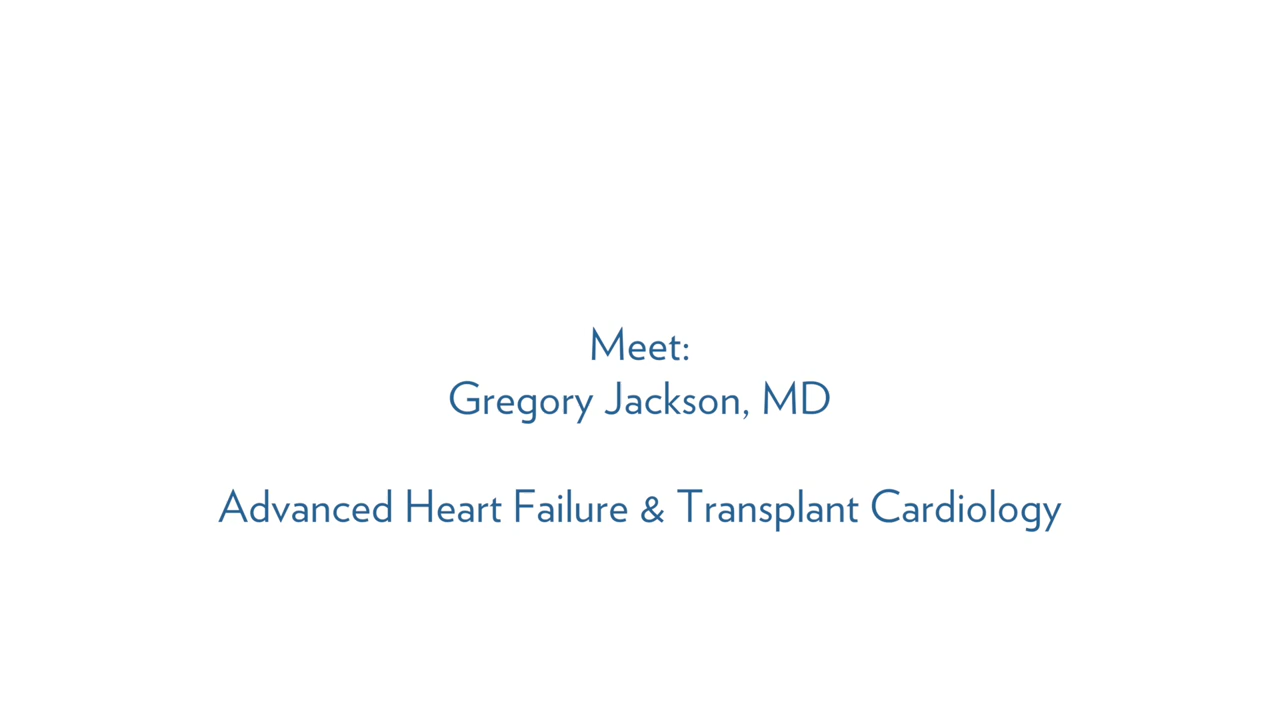 Meet:
Gregory Jackson, MD
Advanced Heart Failure & Transplant Cardiology